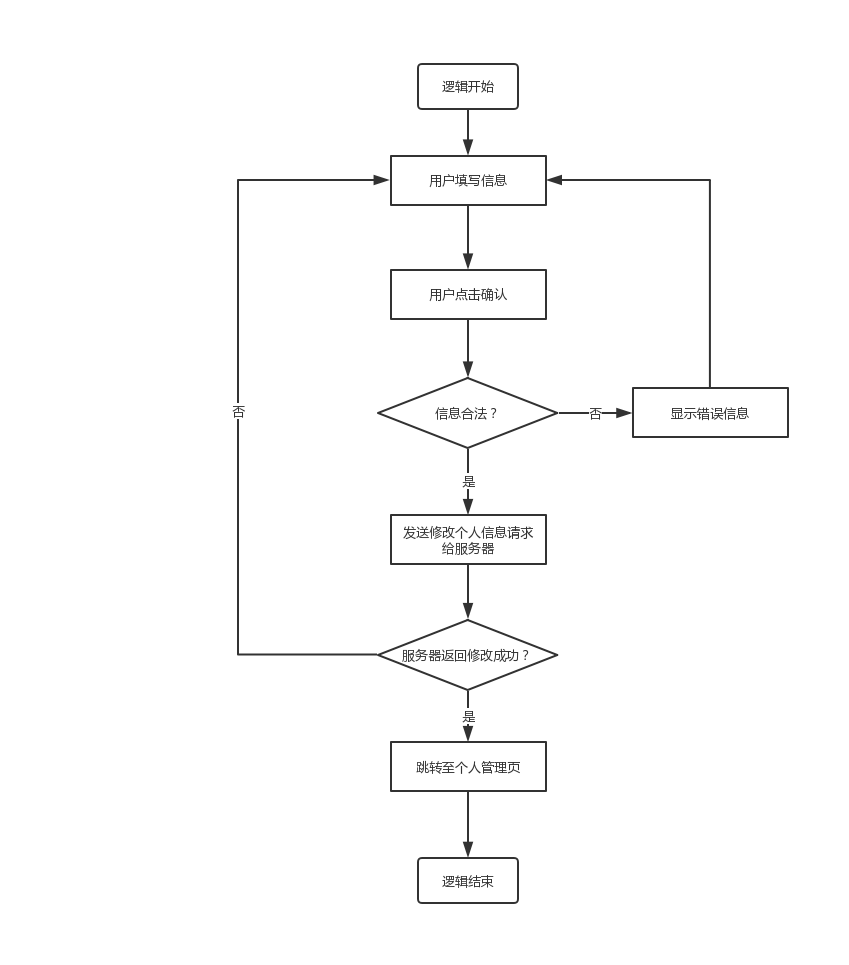 逻辑开始
用户填写信息
用户点击确认
否
信息合法？
否
显示错误信息
是
发送修改个人信息请求
给服务器
服务器返回修改成功？
是
跳转至个人管理页
逻辑结束